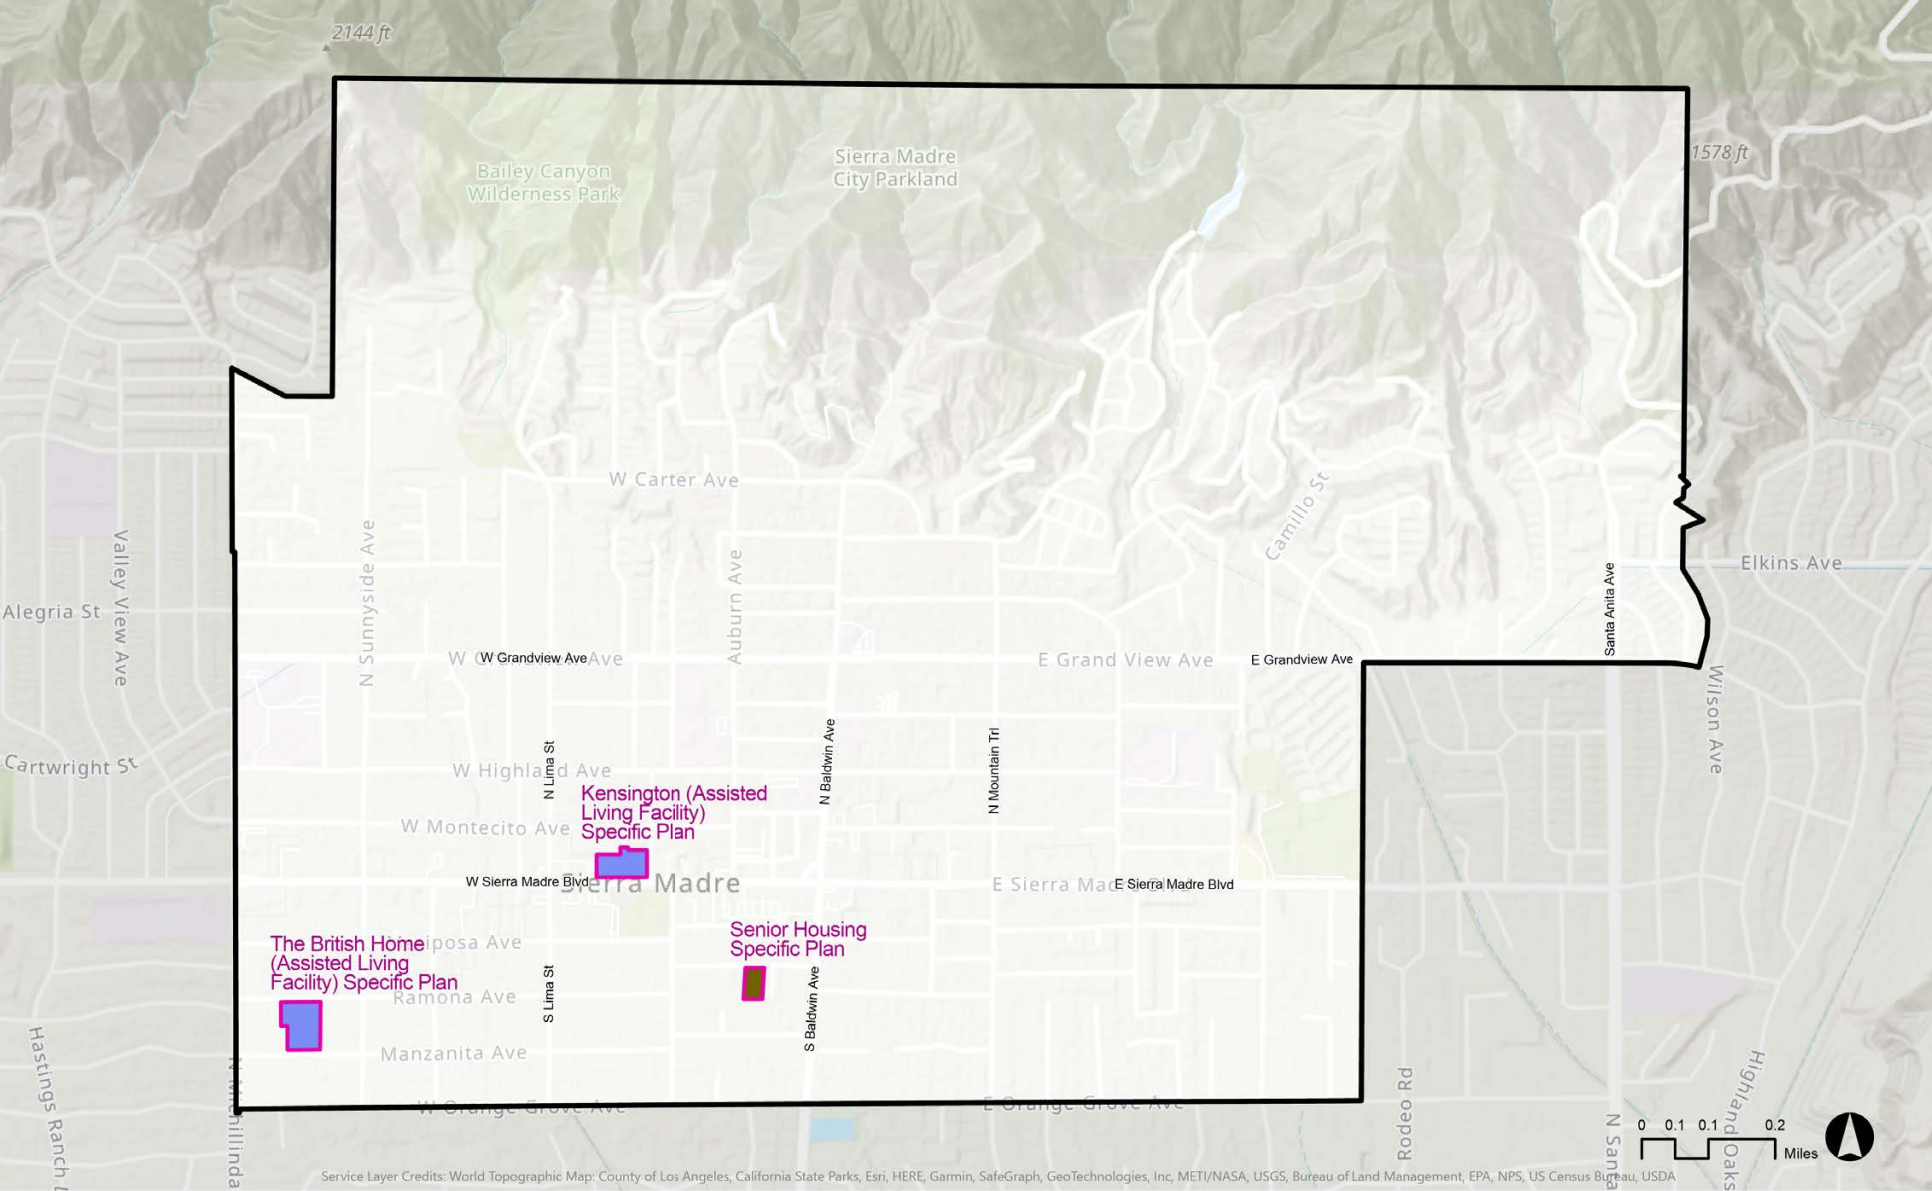 2144 ft
1578 ft
Bailey Canyon
Wilderness Park
Sierra Madre
City Parkland
W Carter Ave
Camillo St
Valley View Ave
N Sunnyside Ave
Auburn Ave
Santa Anita Ave
Elkins Ave
Alegria St
W Grandview Ave
E Grand View Ave
E Grandview Ave
Wilson Ave
N Lima St
N Baldwin Ave
N Mountain Trl
Cartwright St
W Highland Ave
Kensington (Assisted
Living Facility)
Specific Plan
W Montecito Ave
W Sierra Madre Blvd
Sierra Madre
E Sierra Madre Blvd
Senior Housing
Specific Plan
The British Home
(Assisted Living
Facility) Specific Plan
Ramona Ave
S Lima St
S Baldwin Ave
Manzanita Ave
Hastings Ranch
W Orange Grove Ave
E Orange Grove Ave
Rodeo Rd
Highland Oaks
N Santa
0 0.1 0.1 0.2
Miles
Service Layer Credits: World Topographic Map: County of Los Angeles, California State Parks, Esri, HERE, Garmin, SafeGraph, GeoTechnologies, Inc, METI/NASA, USGS, Bureau of Land Management, EPA, NPS, US Census Bureau, USDA